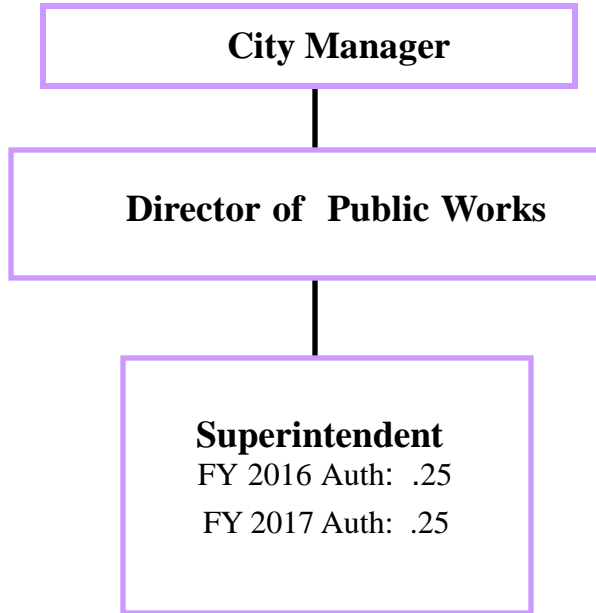 City Manager
Director of Public Works
Superintendent
FY 2016 Auth: .25
FY 2017 Auth: .25